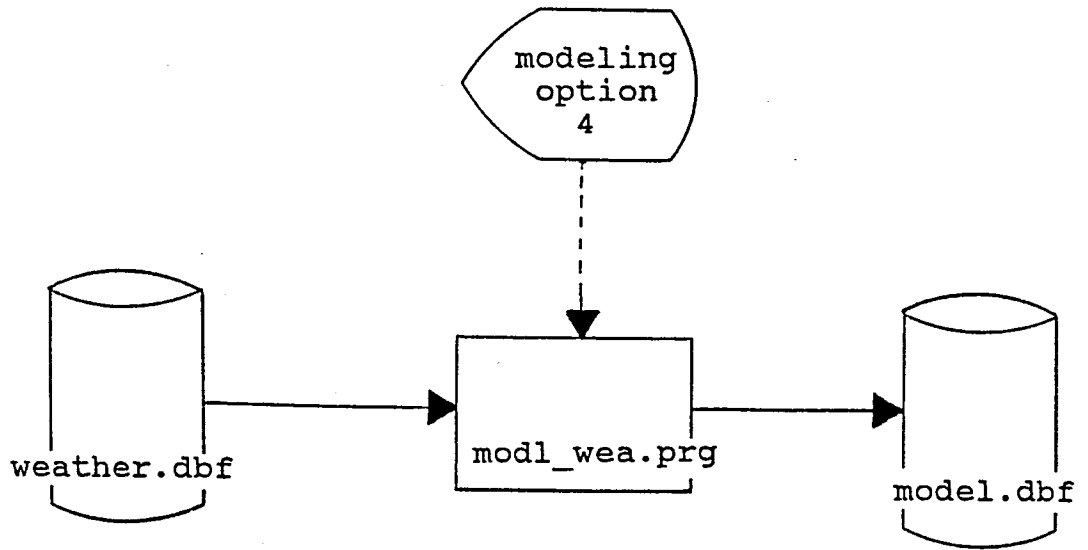 modeling
option
4
weather.dbf
modl_wea.prg
model.dbf